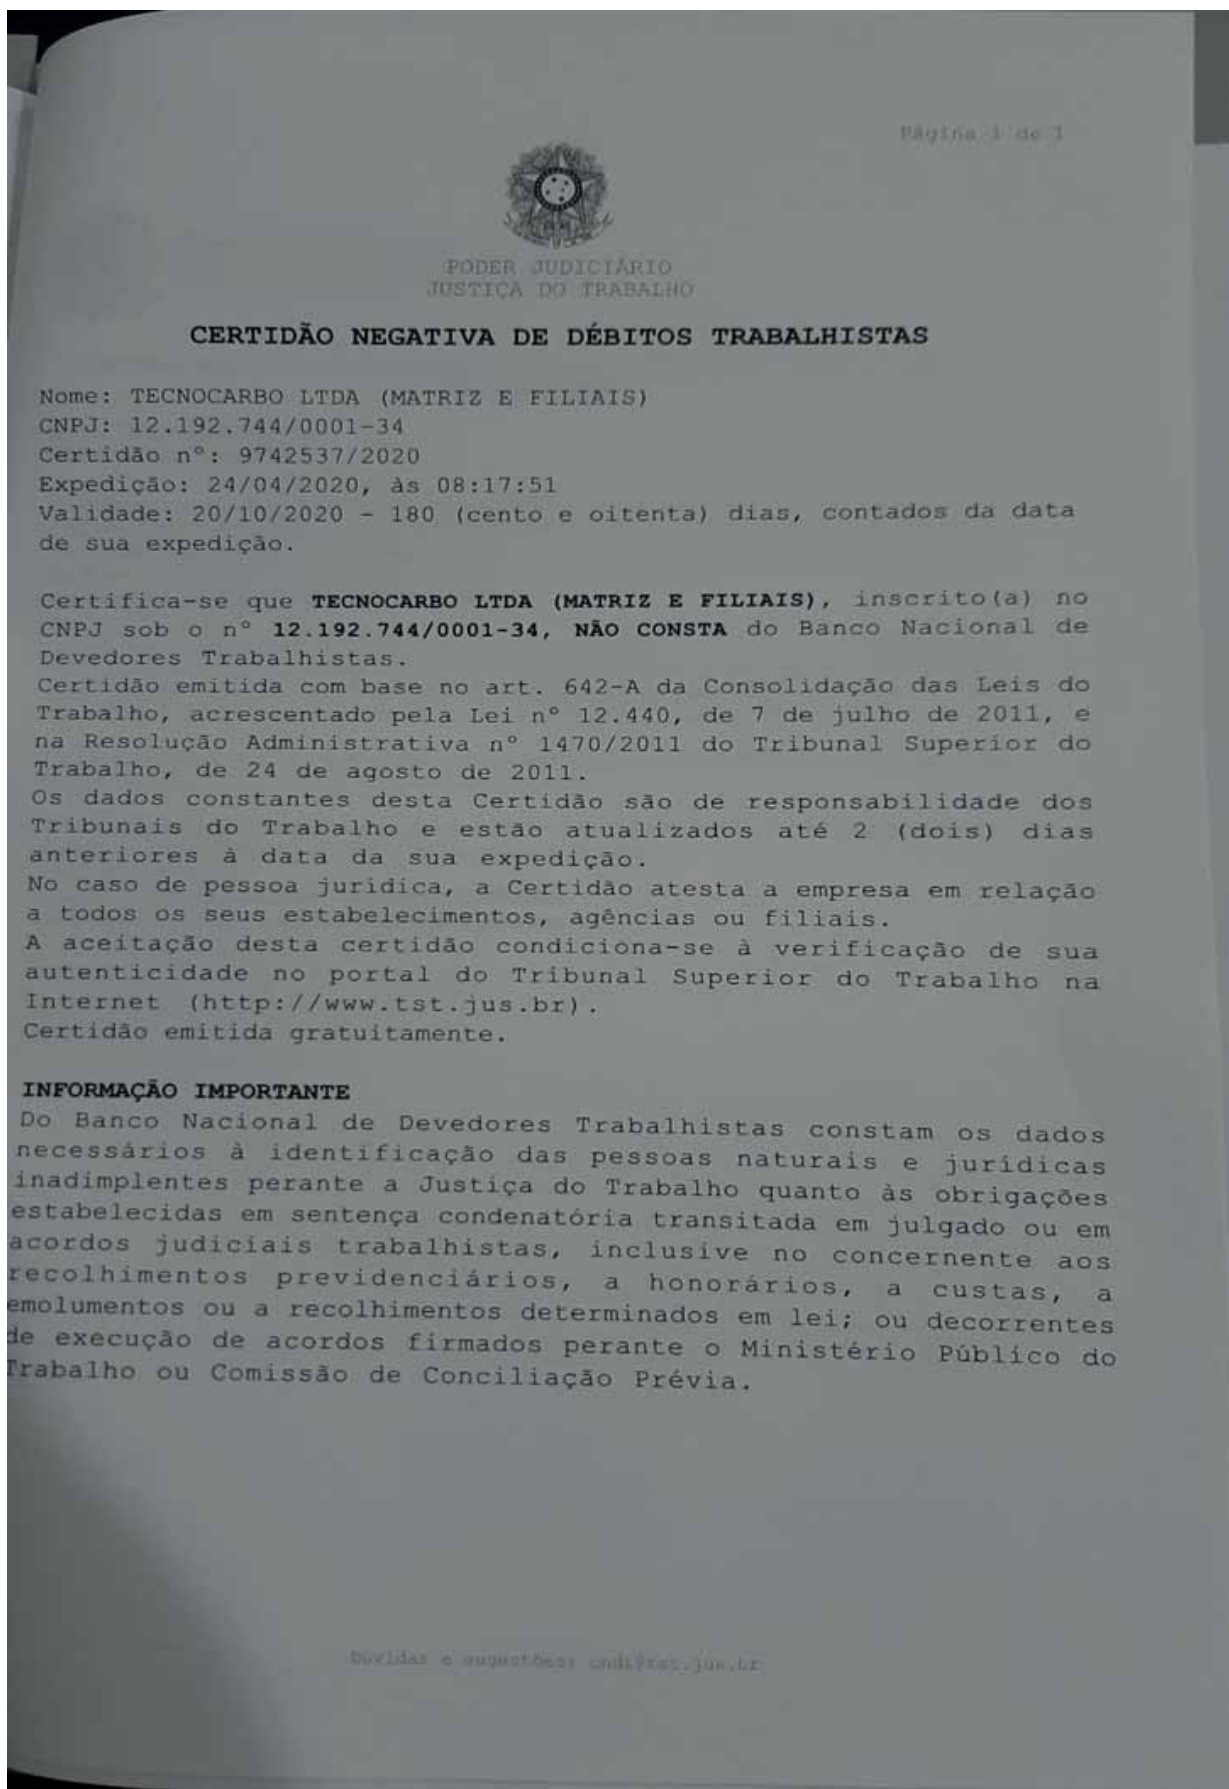 Página 1 de 1
PODER JUDICIÁRIO
JUSTIÇA DO TRABALHO
CERTIDÃO NEGATIVA DE DÉBITOS TRABALHISTAS
Nome: TECNOCARBO LTDA (MATRIZ E FILIAIS)
CNPJ: 12.192.744/0001-34
Certidão nº: 9742537/2020
Expedição: 24/04/2020, às 08:17:51
Validade: 20/10/2020 - 180 (cento e oitenta) dias, contados da data
de sua expedição.
Certifica-se que TECNOCARBO LTDA (MATRIZ E FILIAIS), inscrito(a) no
CNPJ sob o nº 12.192.744/0001-34, NÃO CONSTA do Banco Nacional de
Devedores Trabalhistas.
Certidão emitida com base no art. 642-A da Consolidação das Leis do
Trabalho, acrescentado pela Lei nº 12.440, de 7 de julho de 2011, e
na Resolução Administrativa nº 1470/2011 do Tribunal Superior do
Trabalho, de 24 de agosto de 2011.
Os dados constantes desta Certidão são de responsabilidade dos
Tribunais do Trabalho e estão atualizados até 2 (dois) dias
anteriores à data da sua expedição.
No caso de pessoa jurídica, a Certidão atesta a empresa em relação
a todos os seus estabelecimentos, agências ou filiais.
A aceitação desta certidão condiciona-se à verificação de sua
autenticidade no portal do Tribunal Superior do Trabalho na
Internet (http://www.tst.jus.br).
Certidão emitida gratuitamente.
INFORMAÇÃO IMPORTANTE
Do Banco Nacional de Devedores Trabalhistas constam os dados
necessários à identificação das pessoas naturais e jurídicas
inadimplentes perante a Justiça do Trabalho quanto às obrigações
estabelecidas em sentença condenatória transitada em julgado ou em
acordos judiciais trabalhistas, inclusive no concernente aos
recolhimentos previdenciários, a honorários, a custas, a
emolumentos ou a recolhimentos determinados em lei; ou decorrentes
de execução de acordos firmados perante o Ministério Público do
Trabalho ou Comissão de Conciliação Prévia.
Dúvidas e sugestões: cndt@tst.jus.br